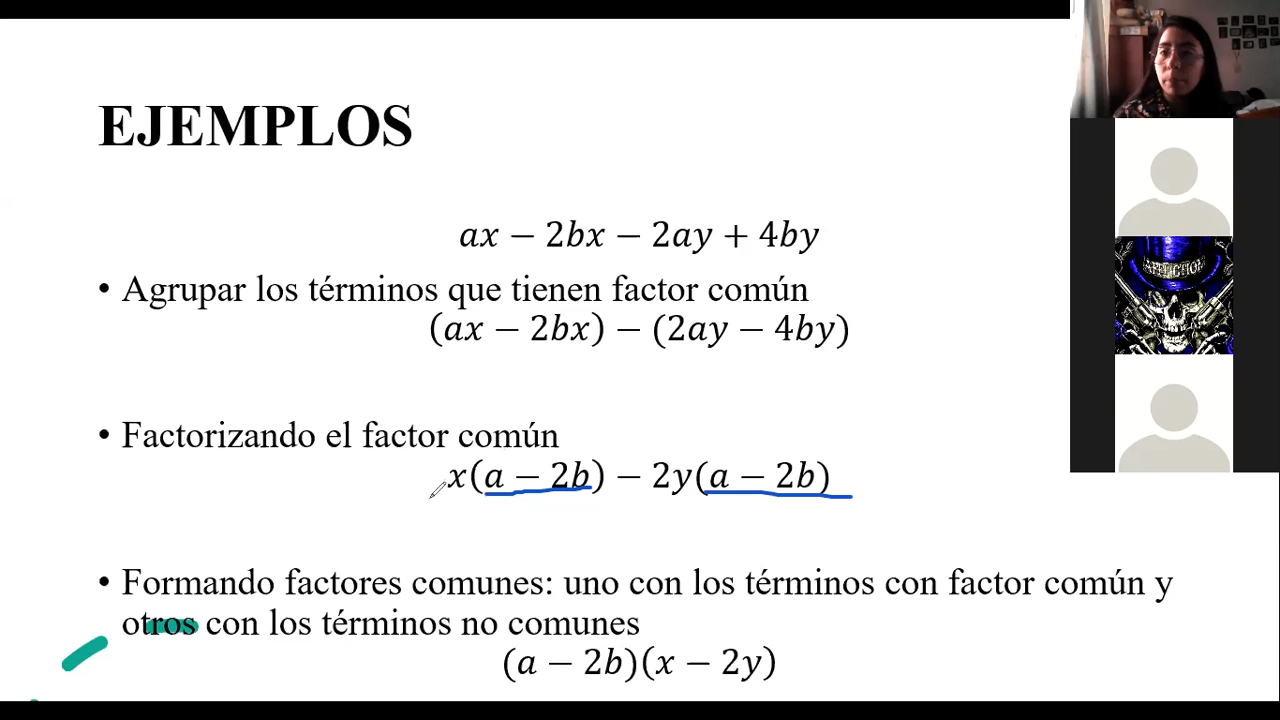 EJEMPLOS
ax − 2bx − 2ay + 4by
• Agrupar los términos que tienen factor común
(ax − 2bx) − (2ay − 4by)
• Factorizando el factor común
x(a − 2b) − 2y(a − 2b)
• Formando factores comunes: uno con los términos con factor común y
otros con los términos no comunes
(a − 2b)(x − 2y)
AFFLICTION